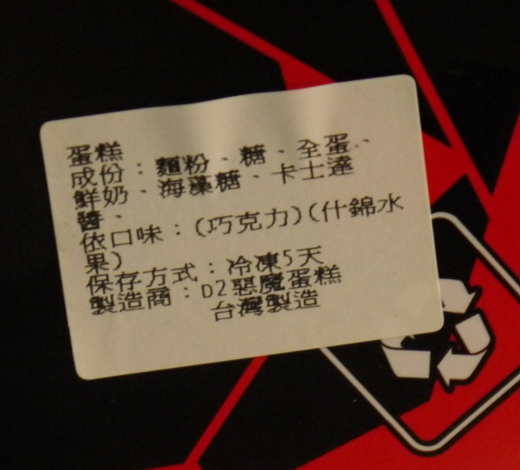 蛋糕
成份：麵粉、糖、全蛋、
鮮奶、海藻糖、卡士達
醬、
依口味：(巧克力)(什錦水
果)
保存方式：冷凍5天
製造商：D2惡魔蛋糕
台灣製造